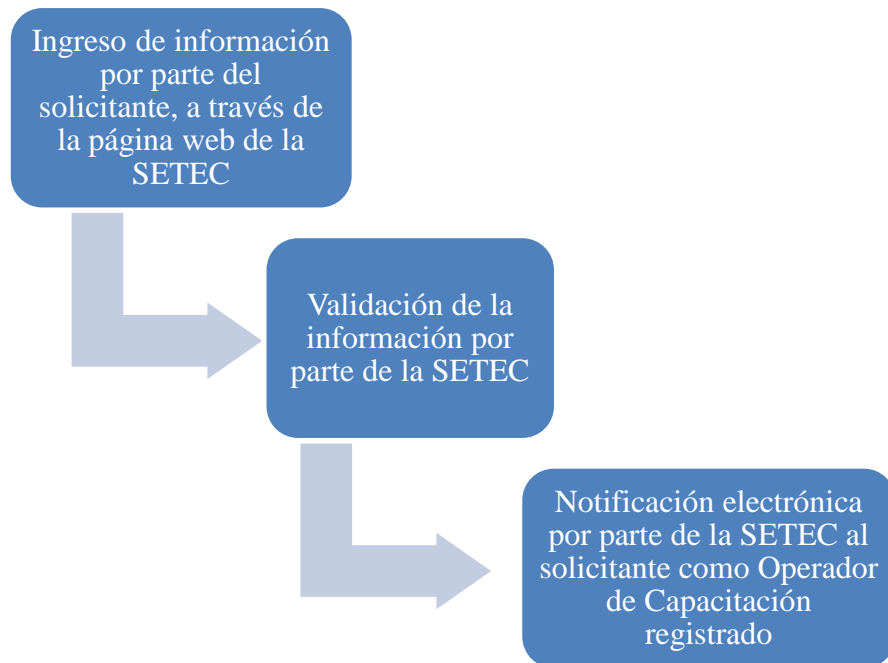 Ingreso de información
por parte del
solicitante, a través de
la página web de la
SETEC
Validación de la
información por
parte de la SETEC
Notificación electrónica
por parte de la SETEC al
solicitante como Operador
de Capacitación
registrado